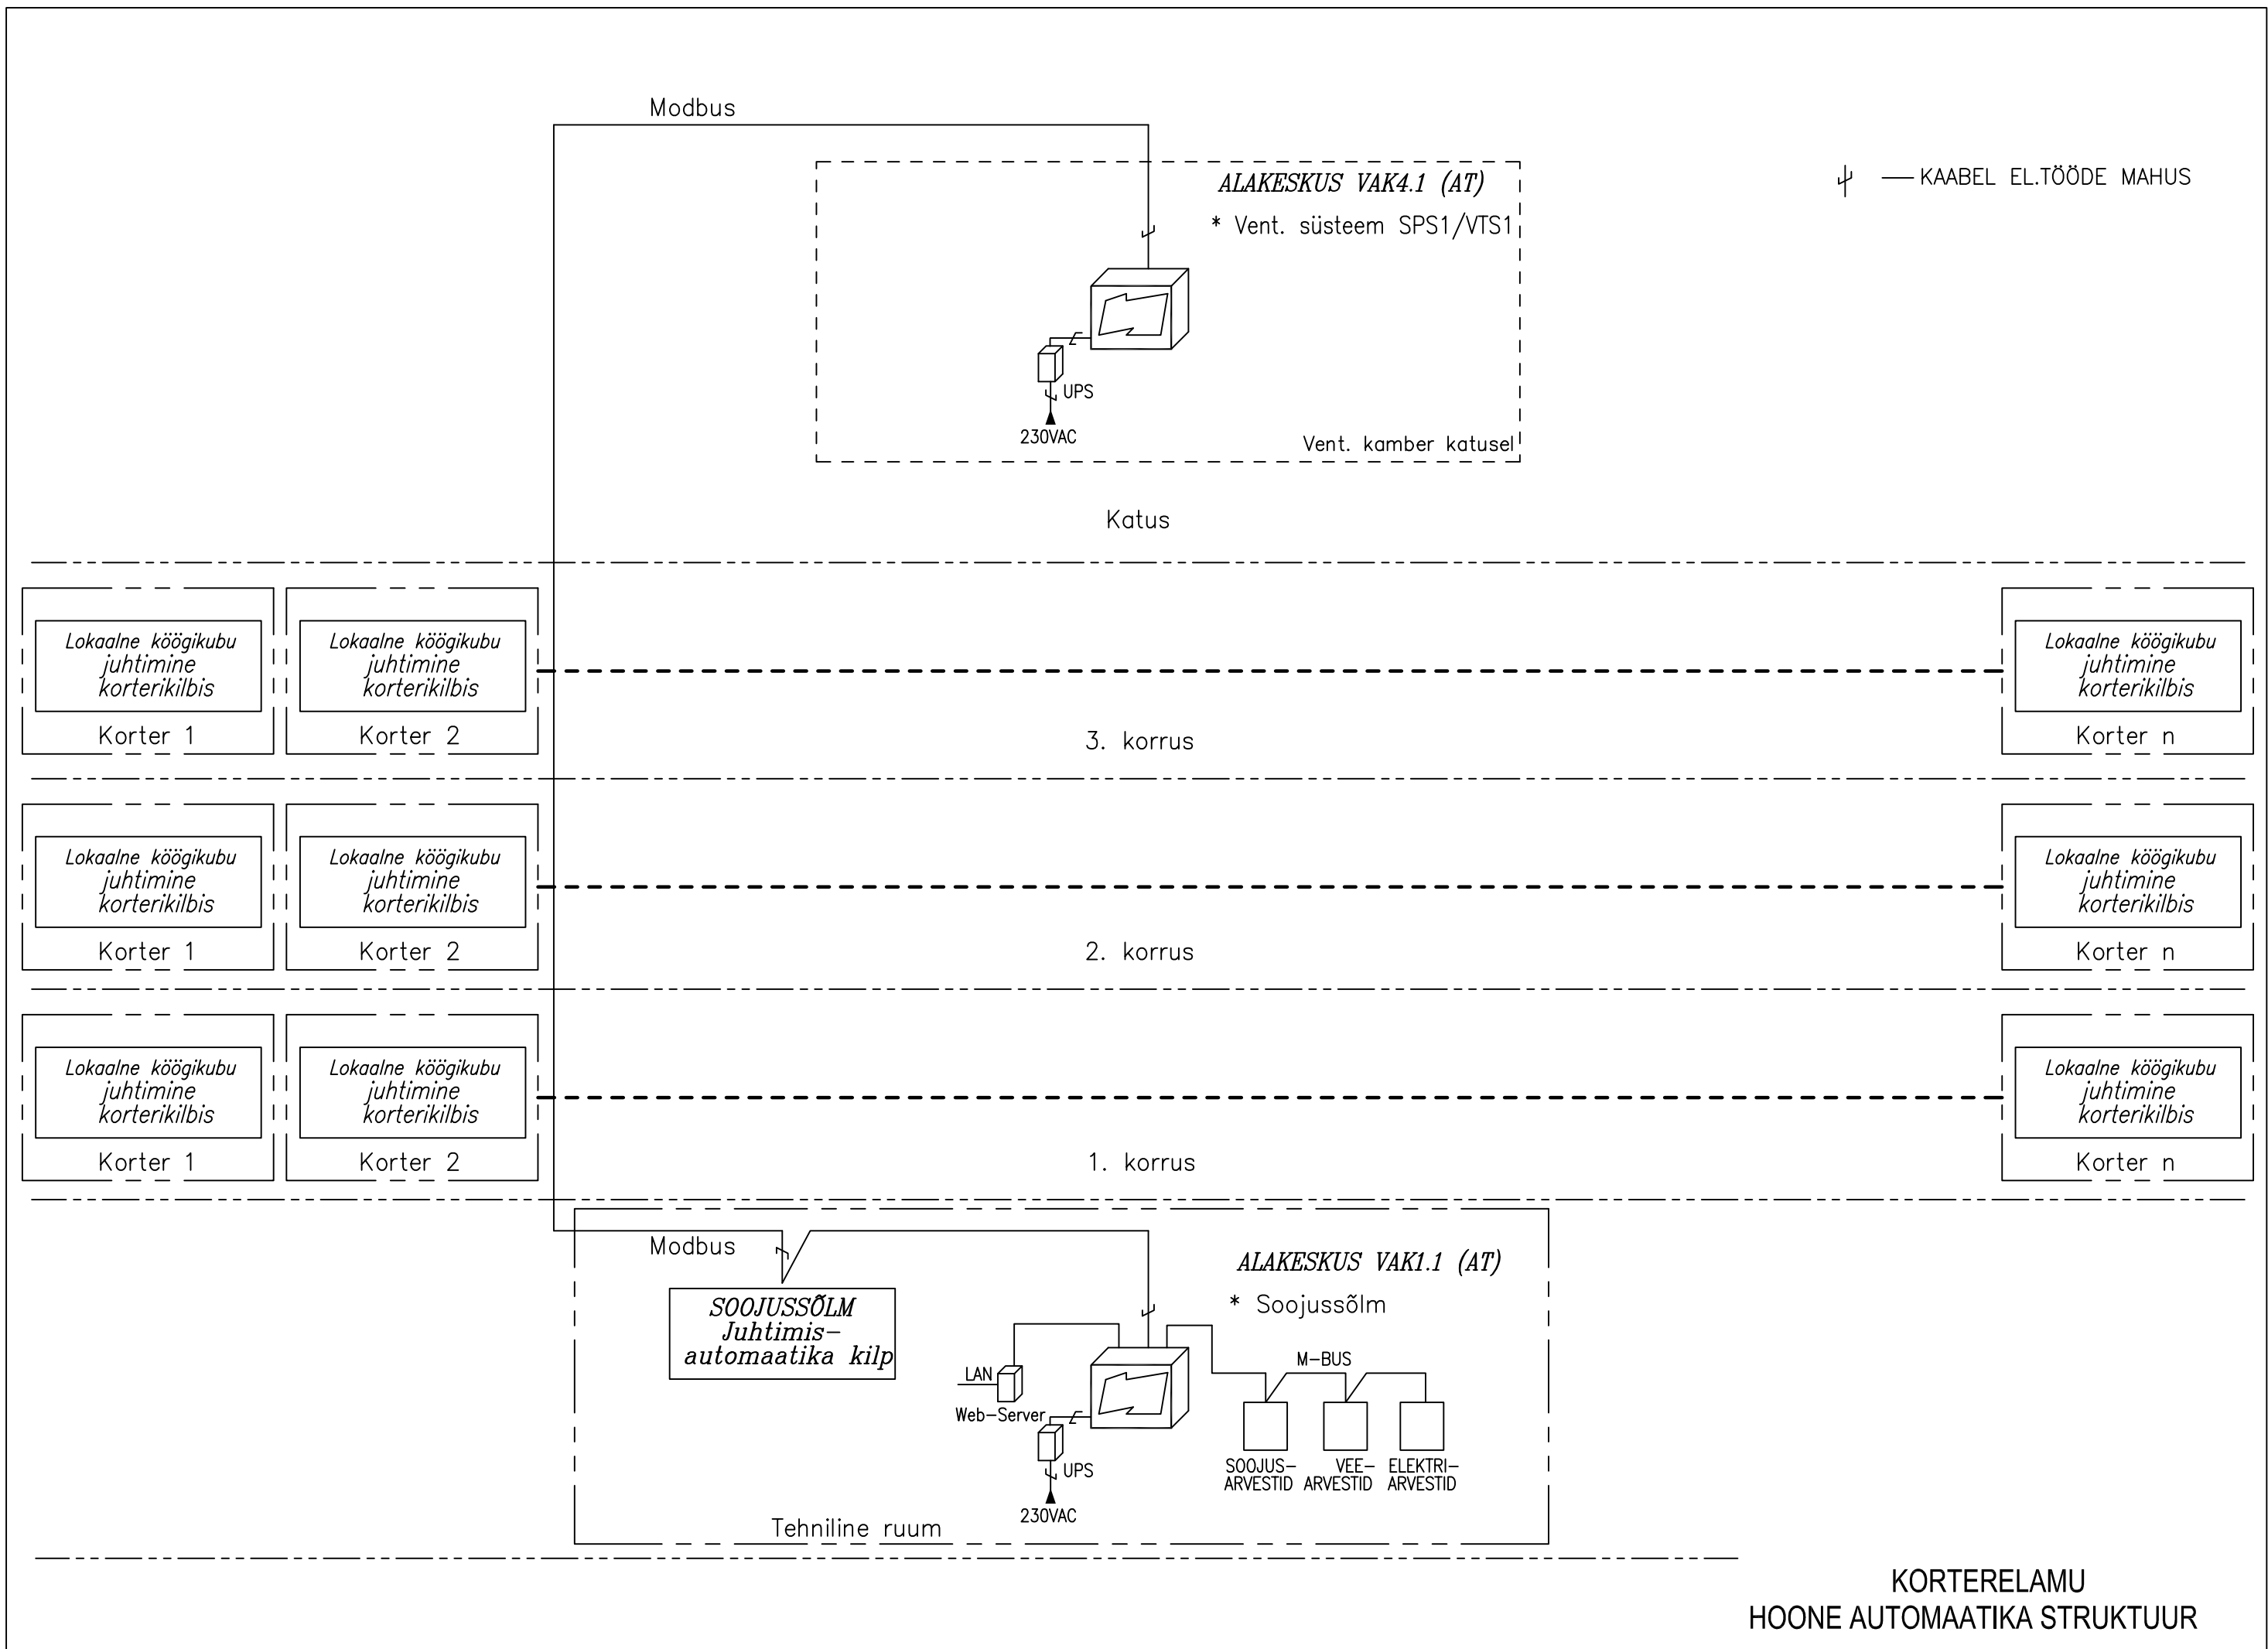 Modbus
ALAKESKUS VAK4.1 (AT)
* Vent. süsteem SPS1/VTS1
KAABEL EL.TÖÖDE MAHUS
UPS
230VAC
Vent. kamber katusel
Katus
Lokaalne köögikubu
juhtimine
korterikilbis
Korter 1
Lokaalne köögikubu
juhtimine
korterikilbis
Korter 2
3. korrus
Lokaalne köögikubu
juhtimine
korterikilbis
Korter n
Lokaalne köögikubu
juhtimine
korterikilbis
Korter 1
Lokaalne köögikubu
juhtimine
korterikilbis
Korter 2
2. korrus
Lokaalne köögikubu
juhtimine
korterikilbis
Korter n
Lokaalne köögikubu
juhtimine
korterikilbis
Korter 1
Lokaalne köögikubu
juhtimine
korterikilbis
Korter 2
1. korrus
Lokaalne köögikubu
juhtimine
korterikilbis
Korter n
Modbus
SOOJUSSÕLM
Juhtimis-
automaatika kilp
ALAKESKUS VAK1.1 (AT)
* Soojussõlm
LAN
Web-Server
UPS
230VAC
M-BUS
SOOJUS-
ARVESTID
VEE-
ARVESTID
ELEKTRI-
ARVESTID
Tehniline ruum
KORTERELAMU
HOONE AUTOMAATIKA STRUKTUUR